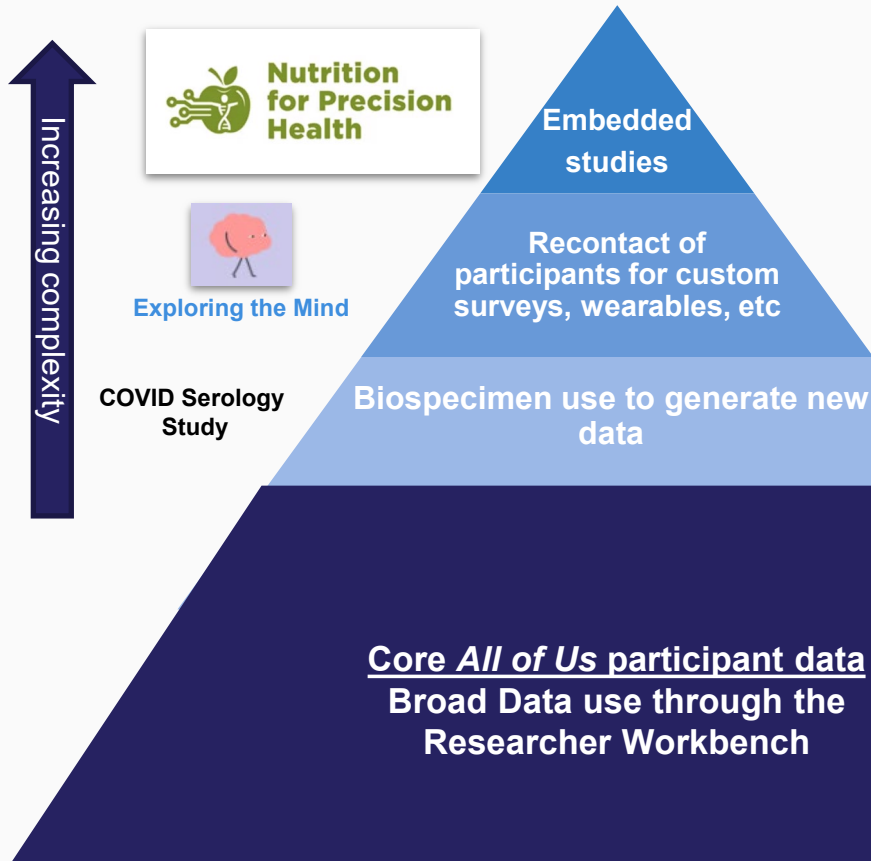 Increasing complexity
Nutrition
for Precision
Health
Embedded
studies
Exploring the Mind
Recontact of
participants for custom
surveys, wearables, etc
COVID Serology
Study
Biospecimen use to generate new
data
Core All of Us participant data
Broad Data use through the
Researcher Workbench